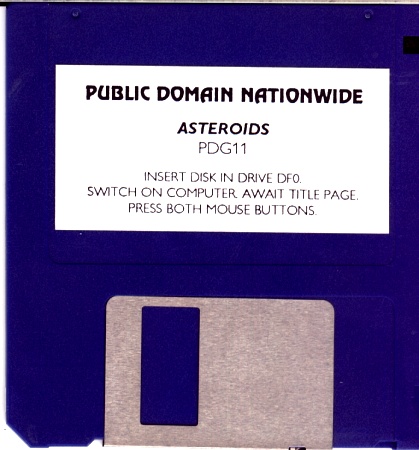 PUBLIC DOMAIN NATIONWIDE
ASTEROIDS
PDG11
INSERT DISK IN DRIVE DF0.
SWITCH ON COMPUTER. AWAIT TITLE PAGE.
PRESS BOTH MOUSE BUTTONS.